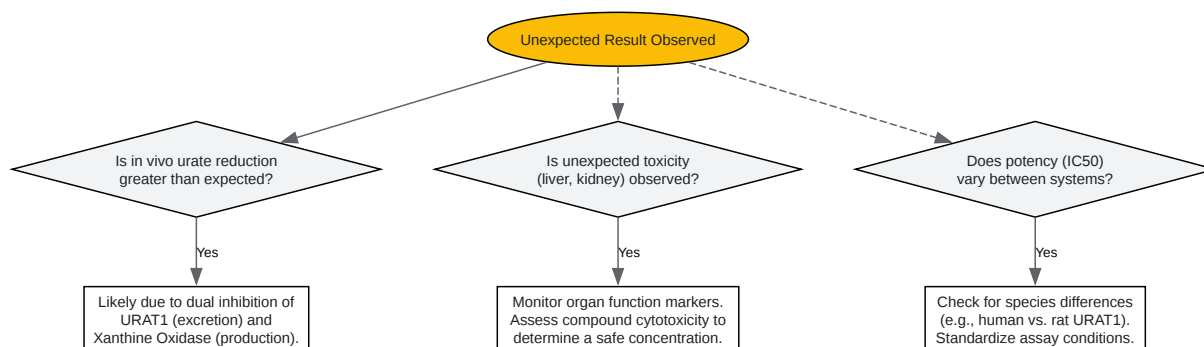 Unexpected Result Observed
Is in vivo urate reduction
greater than expected?
Is unexpected toxicity
(liver, kidney) observed?
Does potency (IC50)
vary between systems?
Yes
Yes
Yes
Likely due to dual inhibition of
URAT1 (excretion) and
Xanthine Oxidase (production).
Monitor organ function markers.
Assess compound cytotoxicity to
determine a safe concentration.
Check for species differences
(e.g., human vs. rat URAT1).
Standardize assay conditions.